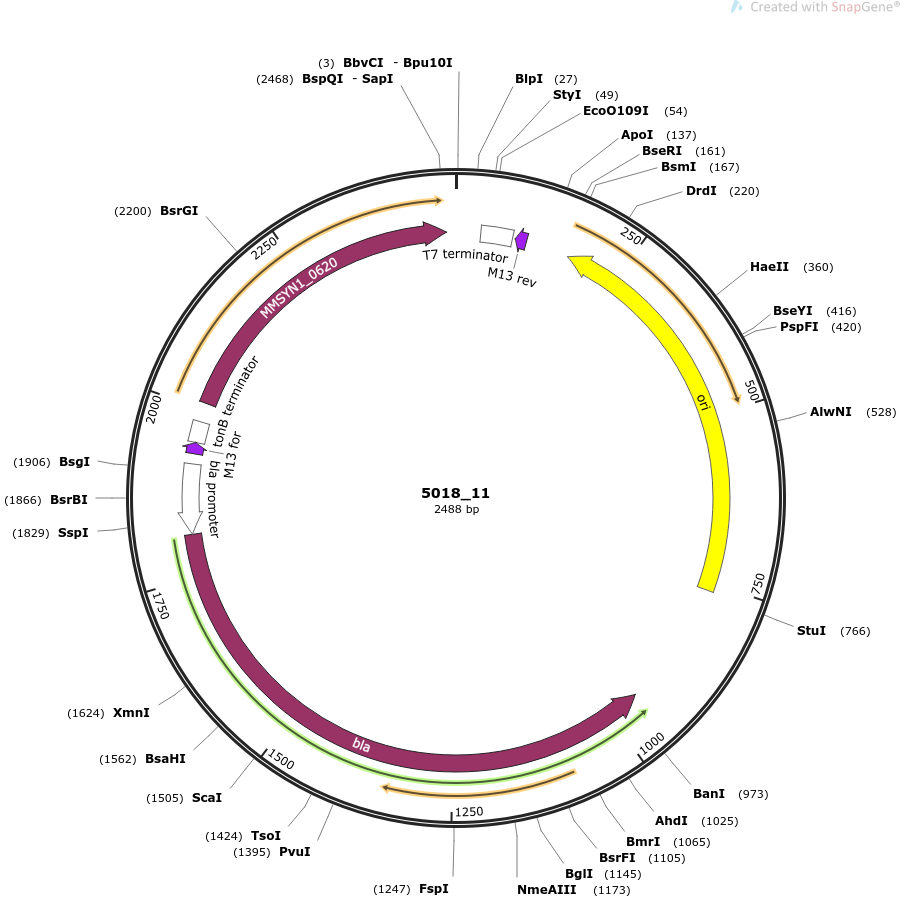 Created with SnapGene®
(3) BbvCI - Bpu10I
(2468) BspQI - SapI
BlpI (27)
StyI (49)
EcoO109I (54)
ApoI (137)
BseRI (161)
BsmI (167)
DrdI (220)
HaeII (360)
BseYI (416)
PspFI (420)
AlwNI (528)
StuI (766)
BanI (973)
AhdI (1025)
BmrI (1065)
BsrFI (1105)
BglI (1145)
NmeAIII (1173)
(1247) FspI
(1395) PvuI
(1424) TsoI
(1505) ScaI
(1562) BsaHI
(1624) XmnI
(1829) SspI
(1866) BsrBI
(1906) BsgI
(2200) BsrGI
250
500
750
1000
1250
1500
1750
2000
2250
T7 terminator
M13 rev
ori
bla
bla promoter
M13 for
tonB terminator
MMSYN1_0620
5018_11
2488 bp